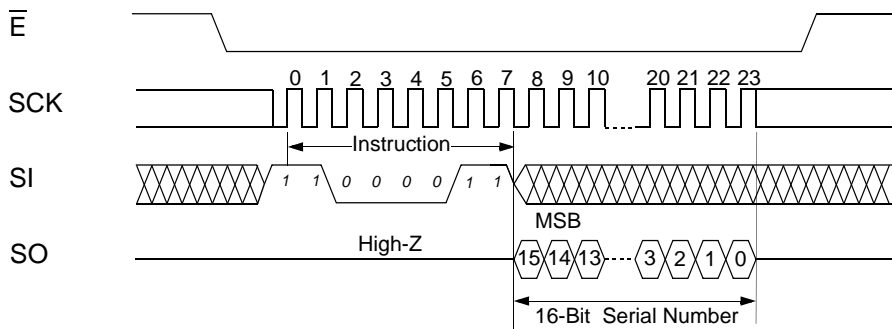 E
SCK
0 1 2 3 4 5 6 7 8 9 10 20 21 22 23
Instruction
SI
1 1 0 0 0 0 1 1
MSB
High-Z
SO
15 14 13 3 2 1 0
16-Bit Serial Number